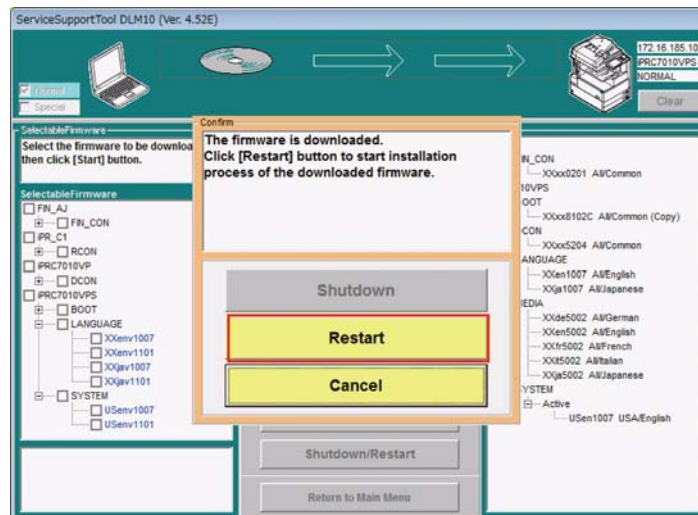 ServiceSupportTool DLM10 (Ver. 4.52E)
172.16.185.10
iPRC7010VPS
NORMAL
Normal
Special
Clear
SelectableFirmware
Select the firmware to be downloa
then click [Start] button.
SelectableFirmware
FIN_AJ
FIN_CON
iPR_C1
RCON
iPRC7010VP
DCON
iPRC7010VPS
BOOT
LANGUAGE
XXenv1007
XXenv1101
XXjav1007
XXjav1101
SYSTEM
USenv1007
USenv1101
Confirm
The firmware is downloaded.
Click [Restart] button to start installation
process of the downloaded firmware.
Shutdown
Restart
Cancel
Shutdown/Restart
Return to Main Menu
IN_CON
XXxx0201 All/Common
10VPS
OOT
XXxx8102C All/Common (Copy)
CON
XXxx5204 All/Common
ANGUAGE
XXen1007 All/English
XXja1007 All/Japanese
EDIA
XXde5002 All/German
XXen5002 All/English
XXfr5002 All/French
XXit5002 All/Italian
XXja5002 All/Japanese
YSTEM
Active
USen1007 USA/English